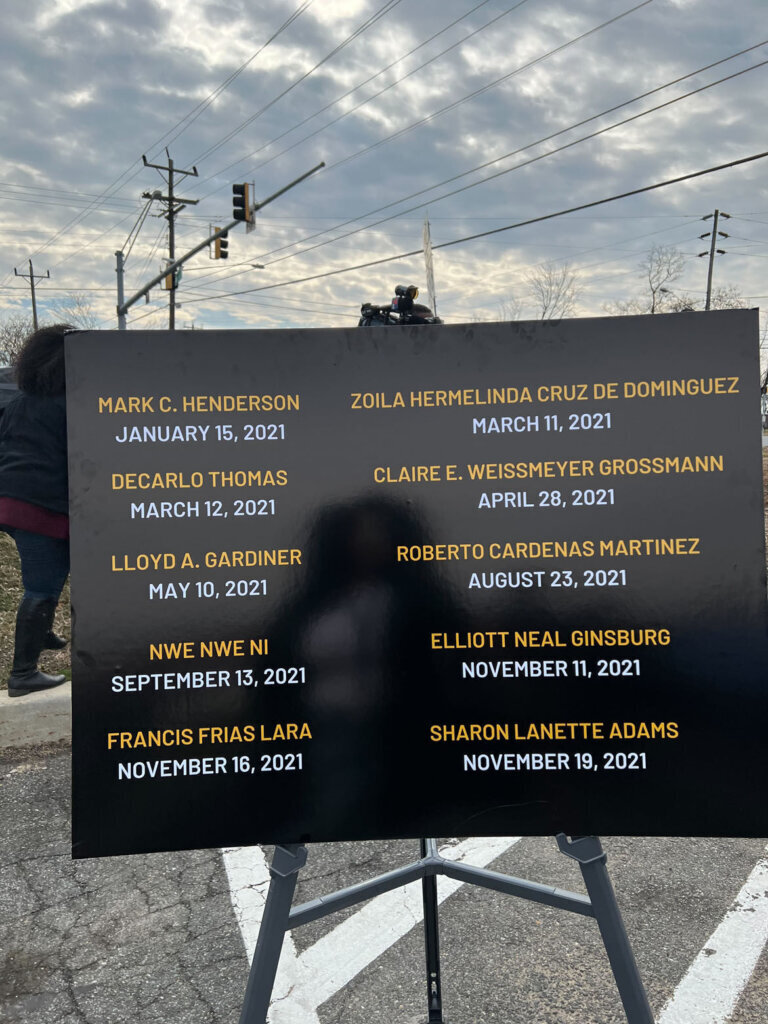 MARK C. HENDERSON
JANUARY 15, 2021
ZOILA HERMELINDA CRUZ DE DOMINGUEZ
MARCH 11, 2021
DECARLO THOMAS
MARCH 12, 2021
CLAIRE E. WEISSMEYER GROSSMANN
APRIL 28, 2021
LLOYD A. GARDINER
MAY 10, 2021
ROBERTO CARDENAS MARTINEZ
AUGUST 23, 2021
NWE NWE NI
SEPTEMBER 13, 2021
ELLIOTT NEAL GINSBURG
NOVEMBER 11, 2021
FRANCIS FRIAS LARA
NOVEMBER 16, 2021
SHARON LANETTE ADAMS
NOVEMBER 19, 2021